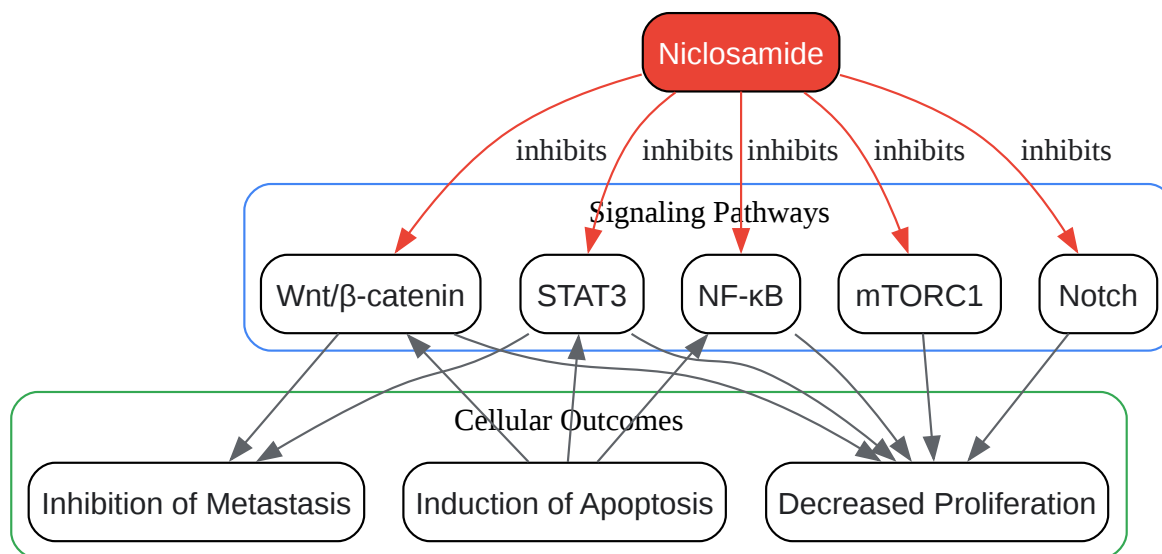 Niclosamide
inhibits inhibits inhibits inhibits inhibits
Signaling Pathways
Wnt/β-catenin STAT3 NF-κB mTORC1 Notch
Cellular Outcomes
Inhibition of Metastasis Induction of Apoptosis Decreased Proliferation